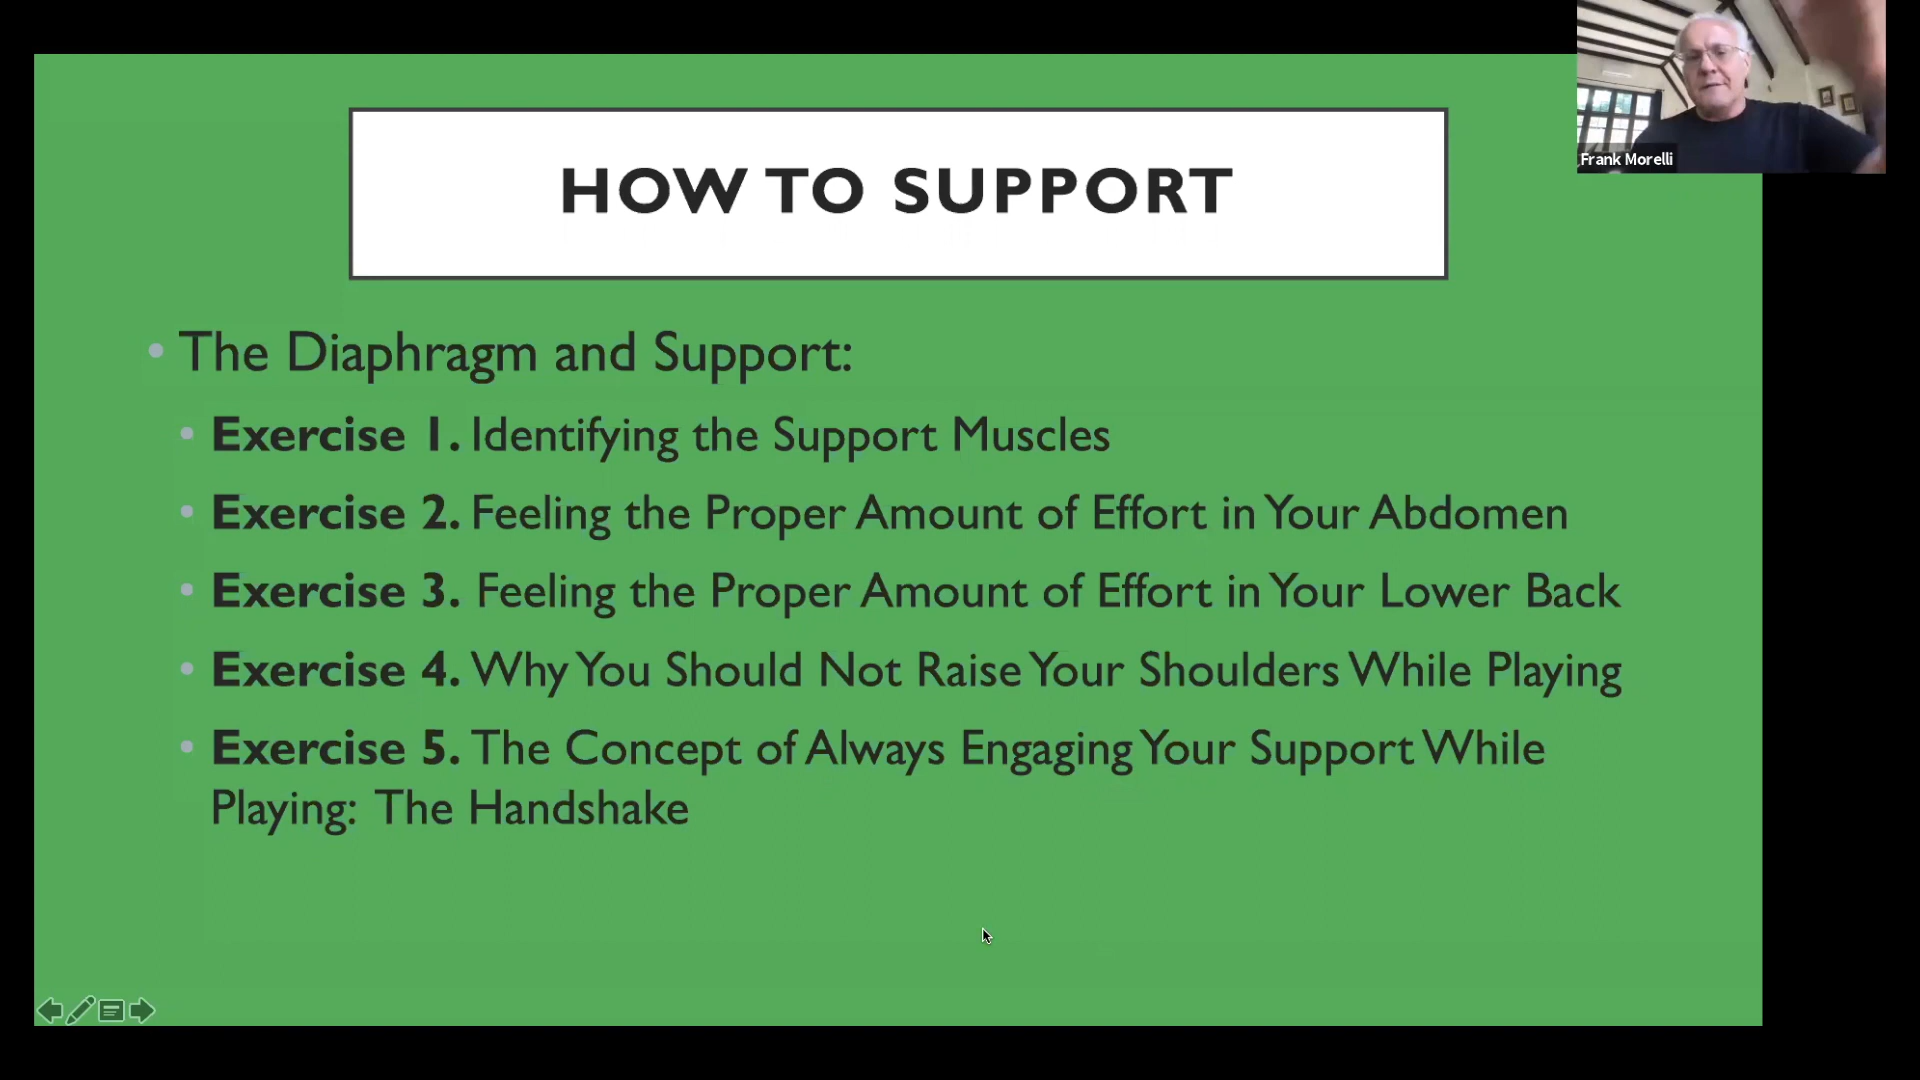 HOW TO SUPPORT
Frank Morelli
• The Diaphragm and Support:
• Exercise 1. Identifying the Support Muscles
• Exercise 2. Feeling the Proper Amount of Effort in Your Abdomen
• Exercise 3. Feeling the Proper Amount of Effort in Your Lower Back
• Exercise 4. Why You Should Not Raise Your Shoulders While Playing
• Exercise 5. The Concept of Always Engaging Your Support While
Playing: The Handshake